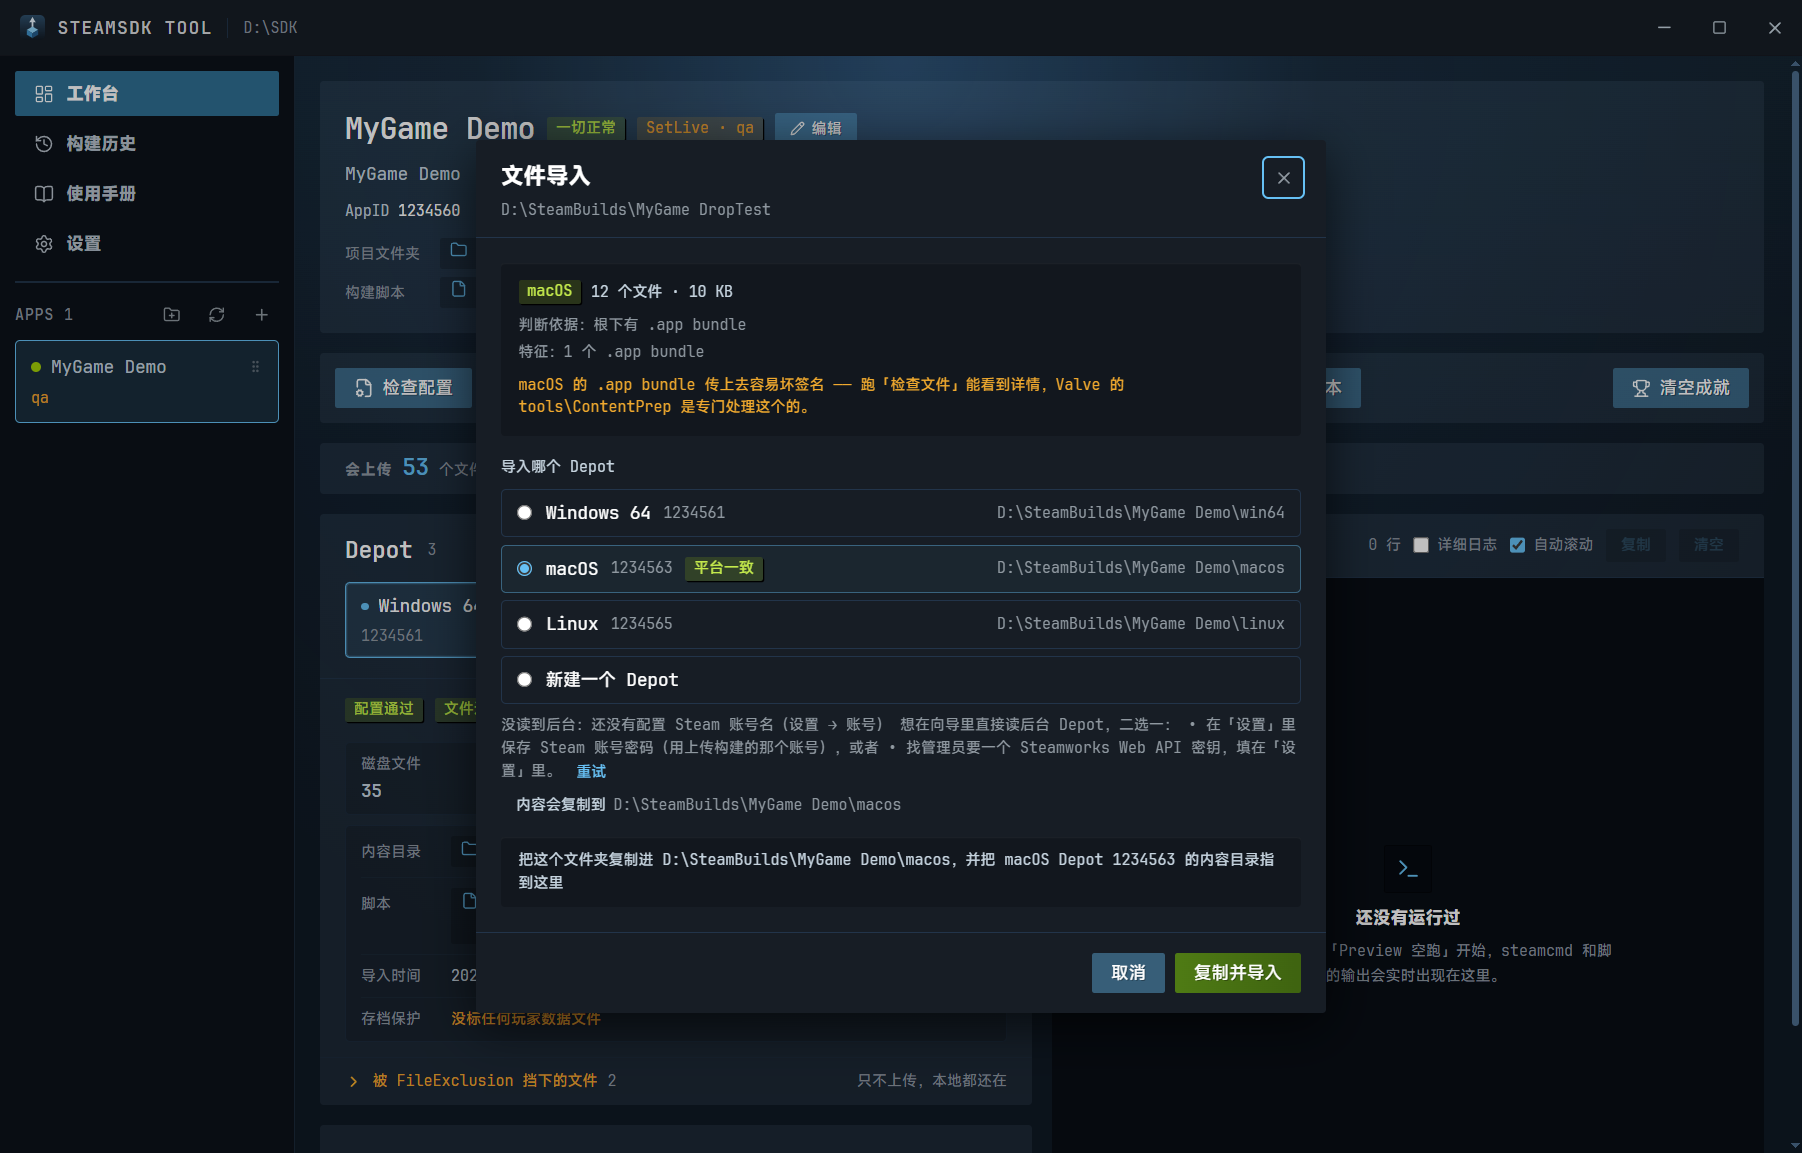 STEAMSDK TOOL
D:\SDK
工作台
构建历史
使用手册
设置
APPS 1
MyGame Demo
qa
MyGame Demo 一切正常 SetLive · qa 编辑
MyGame Demo
AppID 1234560
项目文件夹
构建脚本
检查配置
本
清空成就
会上传 53 个文件
Depot 3
Windows 64
1234561
配置通过
磁盘文件
35
内容目录
脚本
导入时间 202
存档保护 没标任何玩家数据文件
被 FileExclusion 挡下的文件 2
只不上传，本地都还在
0 行 详细日志 自动滚动 复制 清空
还没有运行过
「Preview 空跑」开始，steamcmd 和脚
的输出会实时出现在这里。
文件导入
D:\SteamBuilds\MyGame DropTest
macOS 12 个文件 · 10 KB
判断依据：根下有 .app bundle
特征：1 个 .app bundle
macOS 的 .app bundle 传上去容易坏签名 —— 跑「检查文件」能看到详情，Valve 的
tools\ContentPrep 是专门处理这个的。
导入哪个 Depot
Windows 64 1234561 D:\SteamBuilds\MyGame Demo\win64
macOS 1234563 平台一致 D:\SteamBuilds\MyGame Demo\macos
Linux 1234565 D:\SteamBuilds\MyGame Demo\linux
新建一个 Depot
没读到后台：还没有配置 Steam 账号名（设置 → 账号） 想在向导里直接读后台 Depot，二选一： • 在「设置」里
保存 Steam 账号密码（用上传构建的那个账号），或者 • 找管理员要一个 Steamworks Web API 密钥，填在「设
置」里。 重试
内容会复制到 D:\SteamBuilds\MyGame Demo\macos
把这个文件夹复制进 D:\SteamBuilds\MyGame Demo\macos，并把 macOS Depot 1234563 的内容目录指
到这里
取消
复制并导入